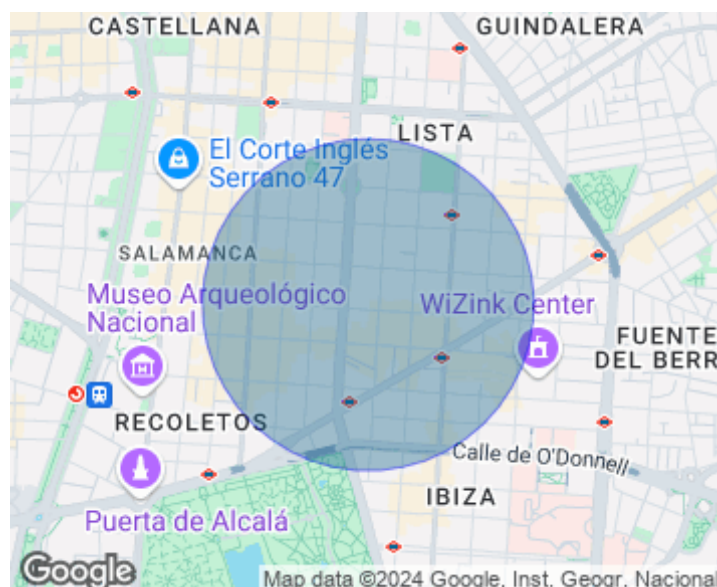 CASTELLANA
GUINDALERA
LISTA
El Corte Inglés
Serrano 47
SALAMANCA
Museo Arqueológico
Nacional
WiZink Center
FUENTE
DEL BERR
RECOLETOS
Calle de O'Donnell
IBIZA
Puerta de Alcalá
Google
Map data ©2024 Google, Inst. Geogr. Nacional